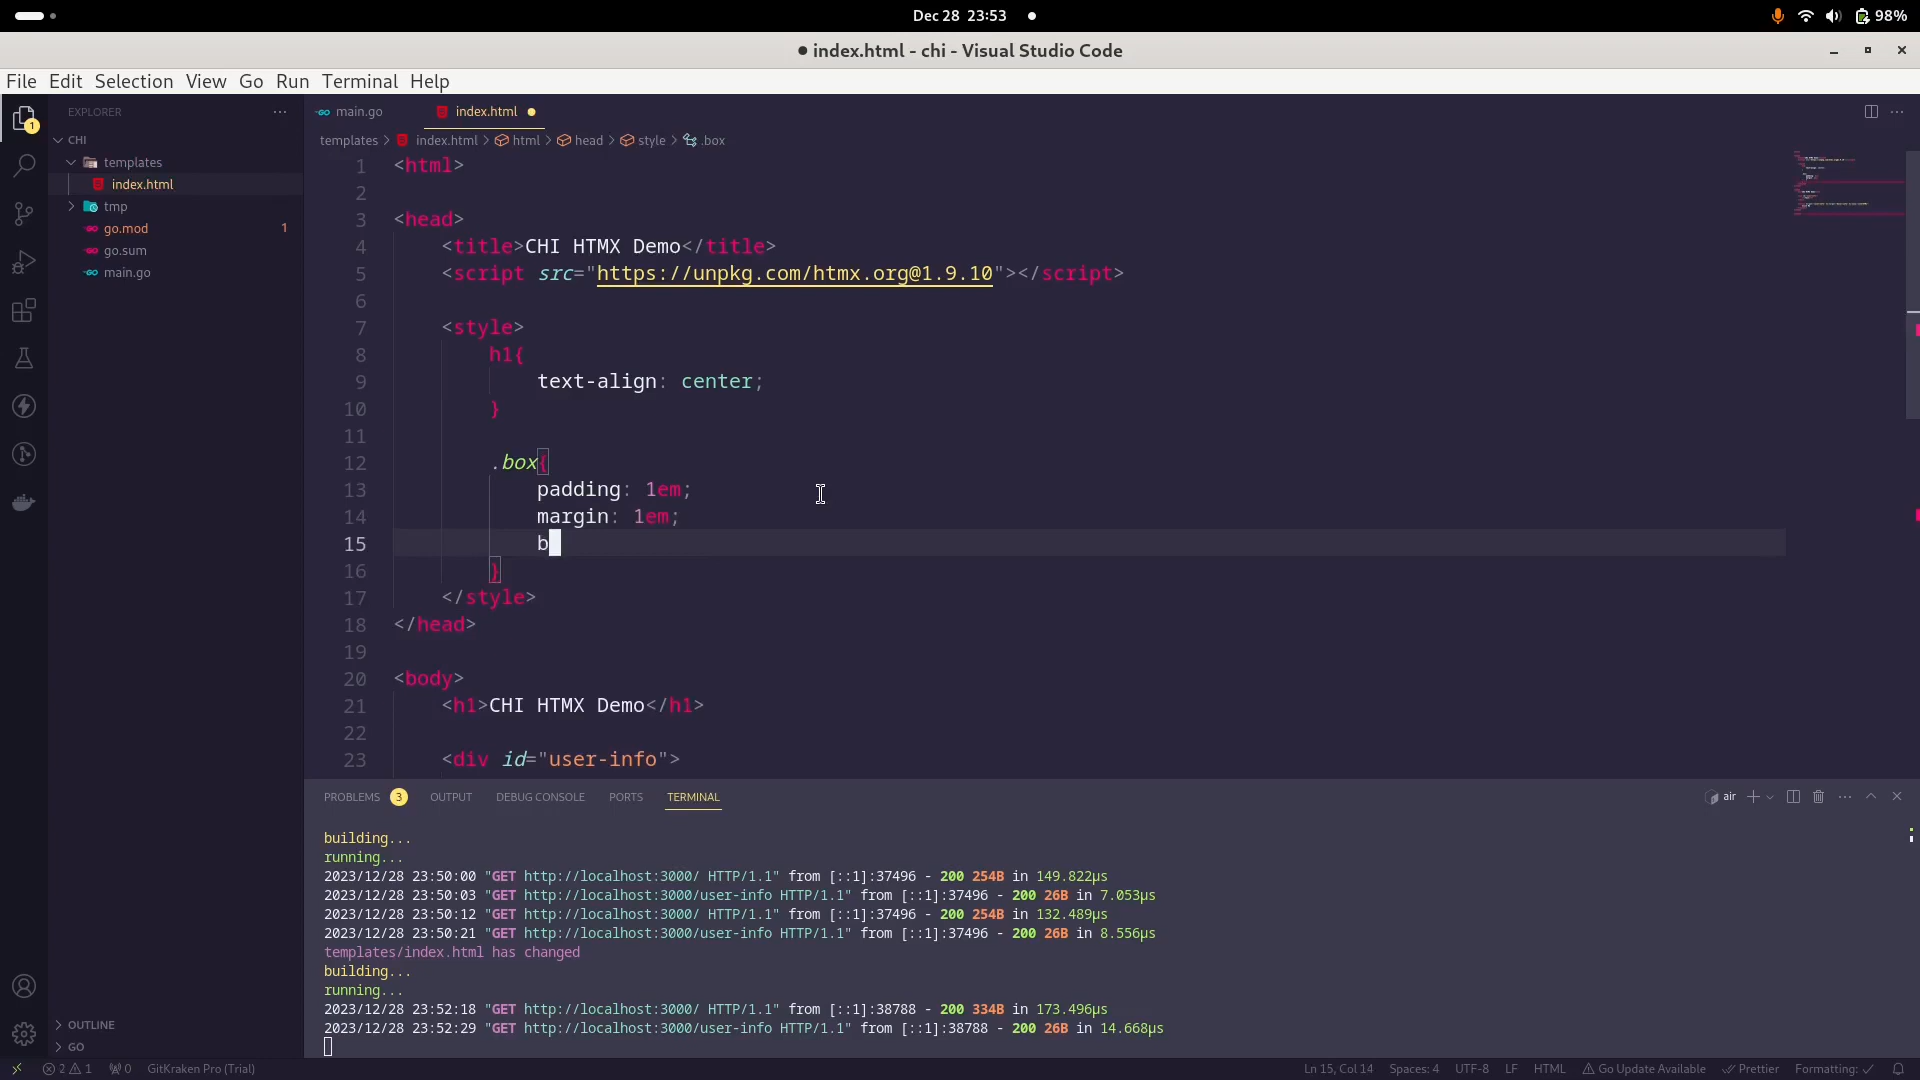 Dec 28 23:53
98%
● index.html - chi - Visual Studio Code
File Edit Selection View Go Run Terminal Help
1
EXPLORER
CHI
templates
index.html
tmp
go.mod 1
go.sum
main.go
OUTLINE
GO
main.go
index.html
templates > index.html > html > head > style > .box
1 <html>
2
3 <head>
4 <title>CHI HTMX Demo</title>
5 <script src="https://unpkg.com/htmx.org@1.9.10"></script>
6
7 <style>
8 h1{
9 text-align: center;
10 }
11
12 .box{
13 padding: 1em;
14 margin: 1em;
15 b
16 }
17 </style>
18 </head>
19
20 <body>
21 <h1>CHI HTMX Demo</h1>
22
23 <div id="user-info">
PROBLEMS 3 OUTPUT DEBUG CONSOLE PORTS TERMINAL
air
building...
running...
2023/12/28 23:50:00 "GET http://localhost:3000/ HTTP/1.1" from [::1]:37496 - 200 254B in 149.822µs
2023/12/28 23:50:03 "GET http://localhost:3000/user-info HTTP/1.1" from [::1]:37496 - 200 26B in 7.053µs
2023/12/28 23:50:12 "GET http://localhost:3000/ HTTP/1.1" from [::1]:37496 - 200 254B in 132.489µs
2023/12/28 23:50:21 "GET http://localhost:3000/user-info HTTP/1.1" from [::1]:37496 - 200 26B in 8.556µs
templates/index.html has changed
building...
running...
2023/12/28 23:52:18 "GET http://localhost:3000/ HTTP/1.1" from [::1]:38788 - 200 334B in 173.496µs
2023/12/28 23:52:29 "GET http://localhost:3000/user-info HTTP/1.1" from [::1]:38788 - 200 26B in 14.668µs
2 1 0 GitKraken Pro (Trial)
Ln 15, Col 14 Spaces: 4 UTF-8 LF HTML Go Update Available Prettier Formatting: ✓